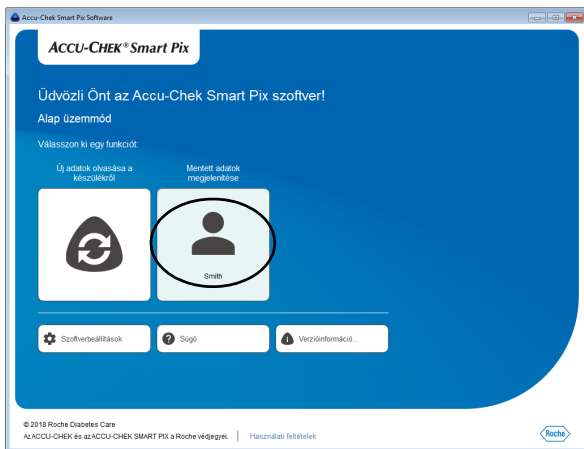 Accu-Chek Smart Pix Software
ACCU-CHEK® Smart Pix
Üdvözli Önt az Accu-Chek Smart Pix szoftver!
Alap üzemmód
Válasszon ki egy funkciót:
Új adatok olvasása a
készülékről
Mentett adatok
megjelenítése
Smith
Szoftverbeállítások
Súgó
Verzióinformáció...
© 2018 Roche Diabetes Care
Az ACCU-CHEK és az ACCU-CHEK SMART PIX a Roche védjegyei.
Használati feltételek
Roche